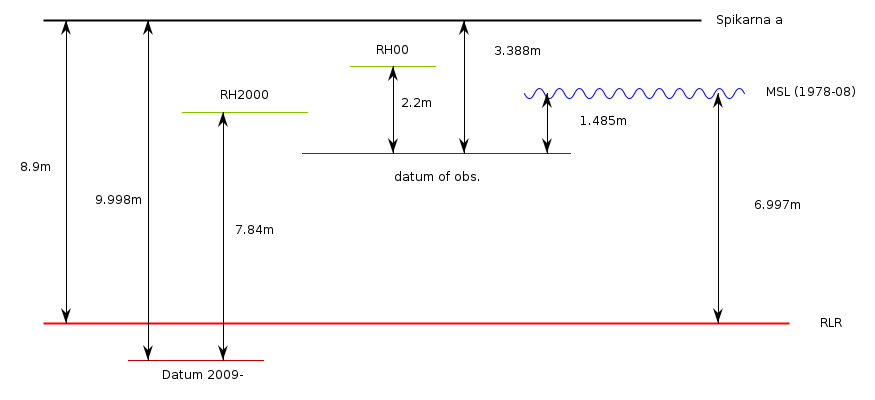 Spikarna a
RH00
3.388m
RH2000
MSL (1978-08)
2.2m
1.485m
8.9m
datum of obs.
9.998m
6.997m
7.84m
RLR
Datum 2009-